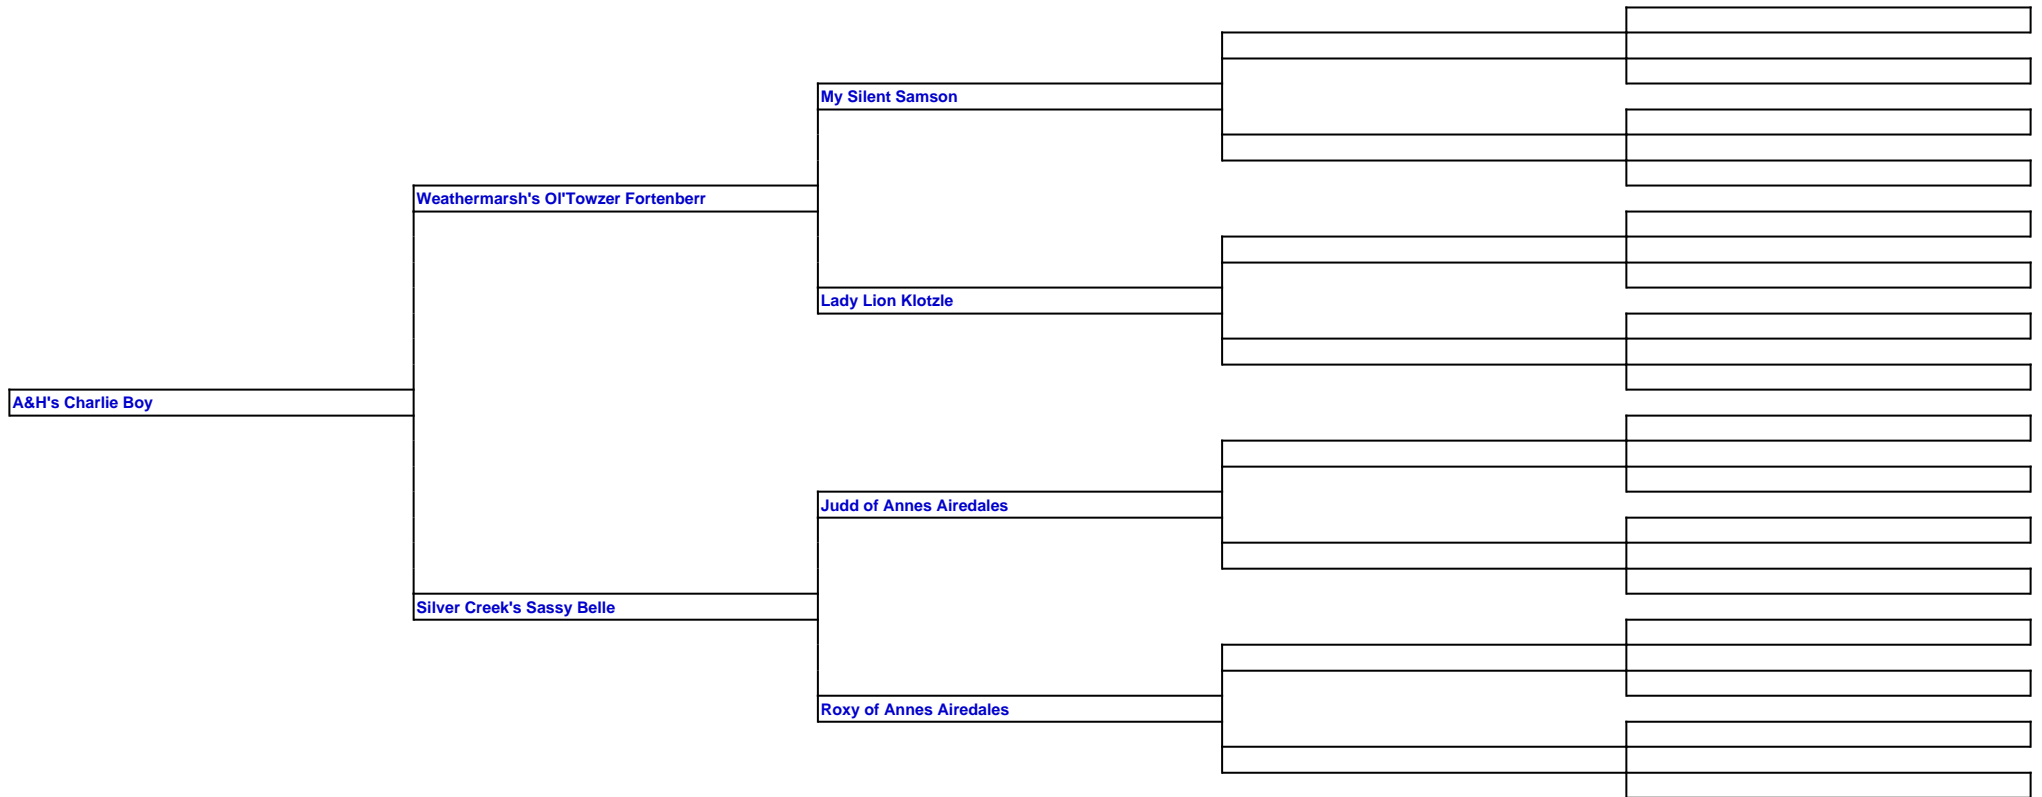 My Silent Samson
Weathermarsh's Ol'Towzer Fortenberr
Lady Lion Klotzle
A&H's Charlie Boy
Judd of Annes Airedales
Silver Creek's Sassy Belle
Roxy of Annes Airedales